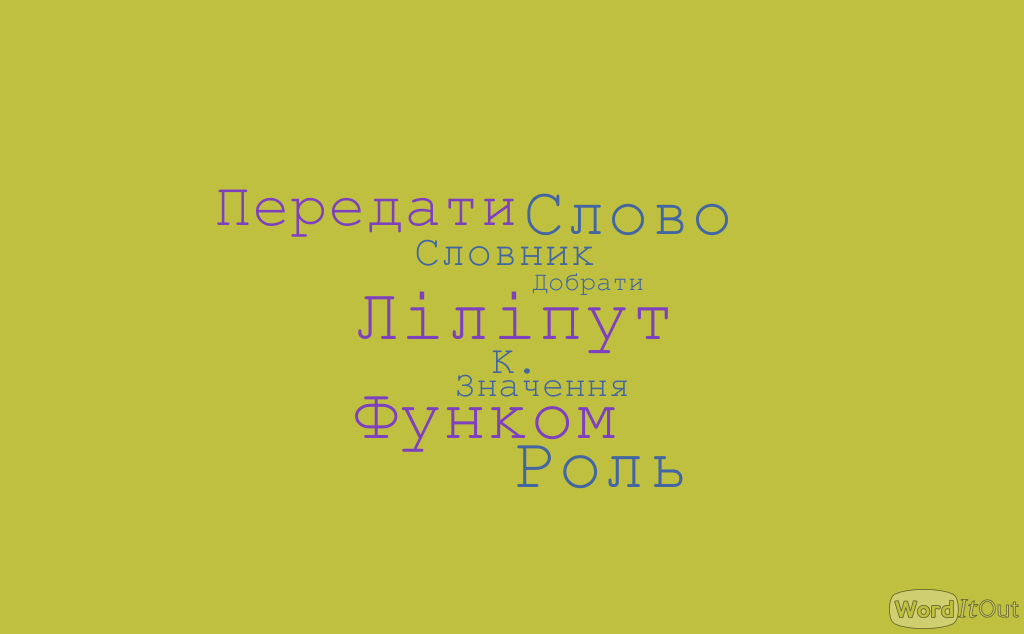 Передати Слово
Словник
Добрати
Ліліпут
К.
Значення
Функом
Роль
WordItOut